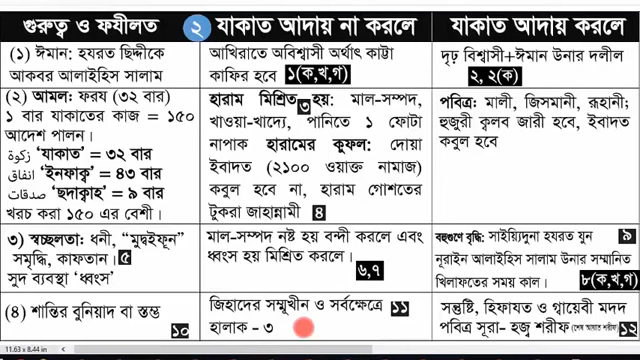 গুরুত্ব ও ফযীলত
২ যাকাত আদায় না করলে
যাকাত আদায় করলে
(১) ঈমান: হযরত ছিদ্দীকে
আকবর আলাইহিস সালাম
আখিরাতে অবিশ্বাসী অর্থাৎ কাট্টা
কাফির হবে ১(ক,খ,গ)
দৃঢ় বিশ্বাসী+ঈমান উনার দলীল
২, ২(ক)
(২) আমল: ফরয (৩২ বার)
১ বার যাকাতের কাজ = ১৫০
আদেশ পালন।
زكوة ‘যাকাত’ = ৩২ বার
انفاق ‘ইনফাক্ব’ = ৪৩ বার
صدقات ‘ছদাক্বাহ’ = ৯ বার
খরচ করা ১৫০ এর বেশী।
হারাম মিশ্রিত হয়: মাল-সম্পদ,
৩
খাওয়া-খাদ্যে, পানিতে ১ ফোটা
নাপাক হারামের কুফল: দোয়া
ইবাদত (২১০০ ওয়াক্ত নামাজ)
কবুল হবে না, হারাম গোশতের
টুকরা জাহান্নামী ৪
পবিত্র: মালী, জিসমানী, রূহানী;
হুজুরী ক্বলব জারী হবে, ইবাদত
কবুল হবে
৩) স্বচ্ছলতা: ধনী, “মুদ্বইফূন”
সমৃদ্ধি, কাফতান। ৫
সুদ ব্যবস্থা ‘ধ্বংস’
মাল-সম্পদ নষ্ট হয় বন্দী করলে এবং
ধ্বংস হয় মিশ্রিত করলে।
৬,৭
বহুগুণে বৃদ্ধি: সাইয়্যিদুনা হযরত যুন ৯
নূরাইন আলাইহিস সালাম উনার সম্মানিত
খিলাফতের সময় কাল। ৮(ক,খ,গ)
(৪) শান্তির বুনিয়াদ বা স্তম্ভ
১০
জিহাদের সম্মূখীন ও সর্বক্ষেত্রে ১১
হালাক - ৩
সন্তুষ্টি, হিফাযত ও গ্বায়েবী মদদ
পবিত্র সূরা- হজ্ব শরীফ (শেষ আয়াত শরীফ) ১২
11.63 x 8.44 in